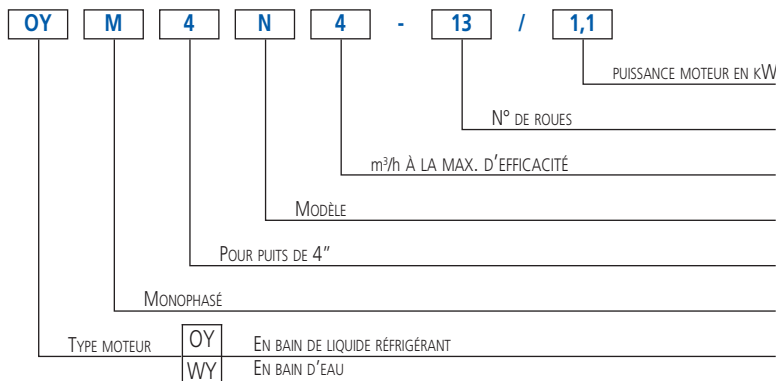 OY M 4 N 4 - 13 / 1,1
PUISSANCE MOTEUR EN KW
N° DE ROUES
m³/h À LA MAX. D'EFFICACITÉ
MODÈLE
POUR PUITS DE 4"
MONOPHASÉ
TYPE MOTEUR OY EN BAIN DE LIQUIDE RÉFRIGÉRANT
WY EN BAIN D'EAU